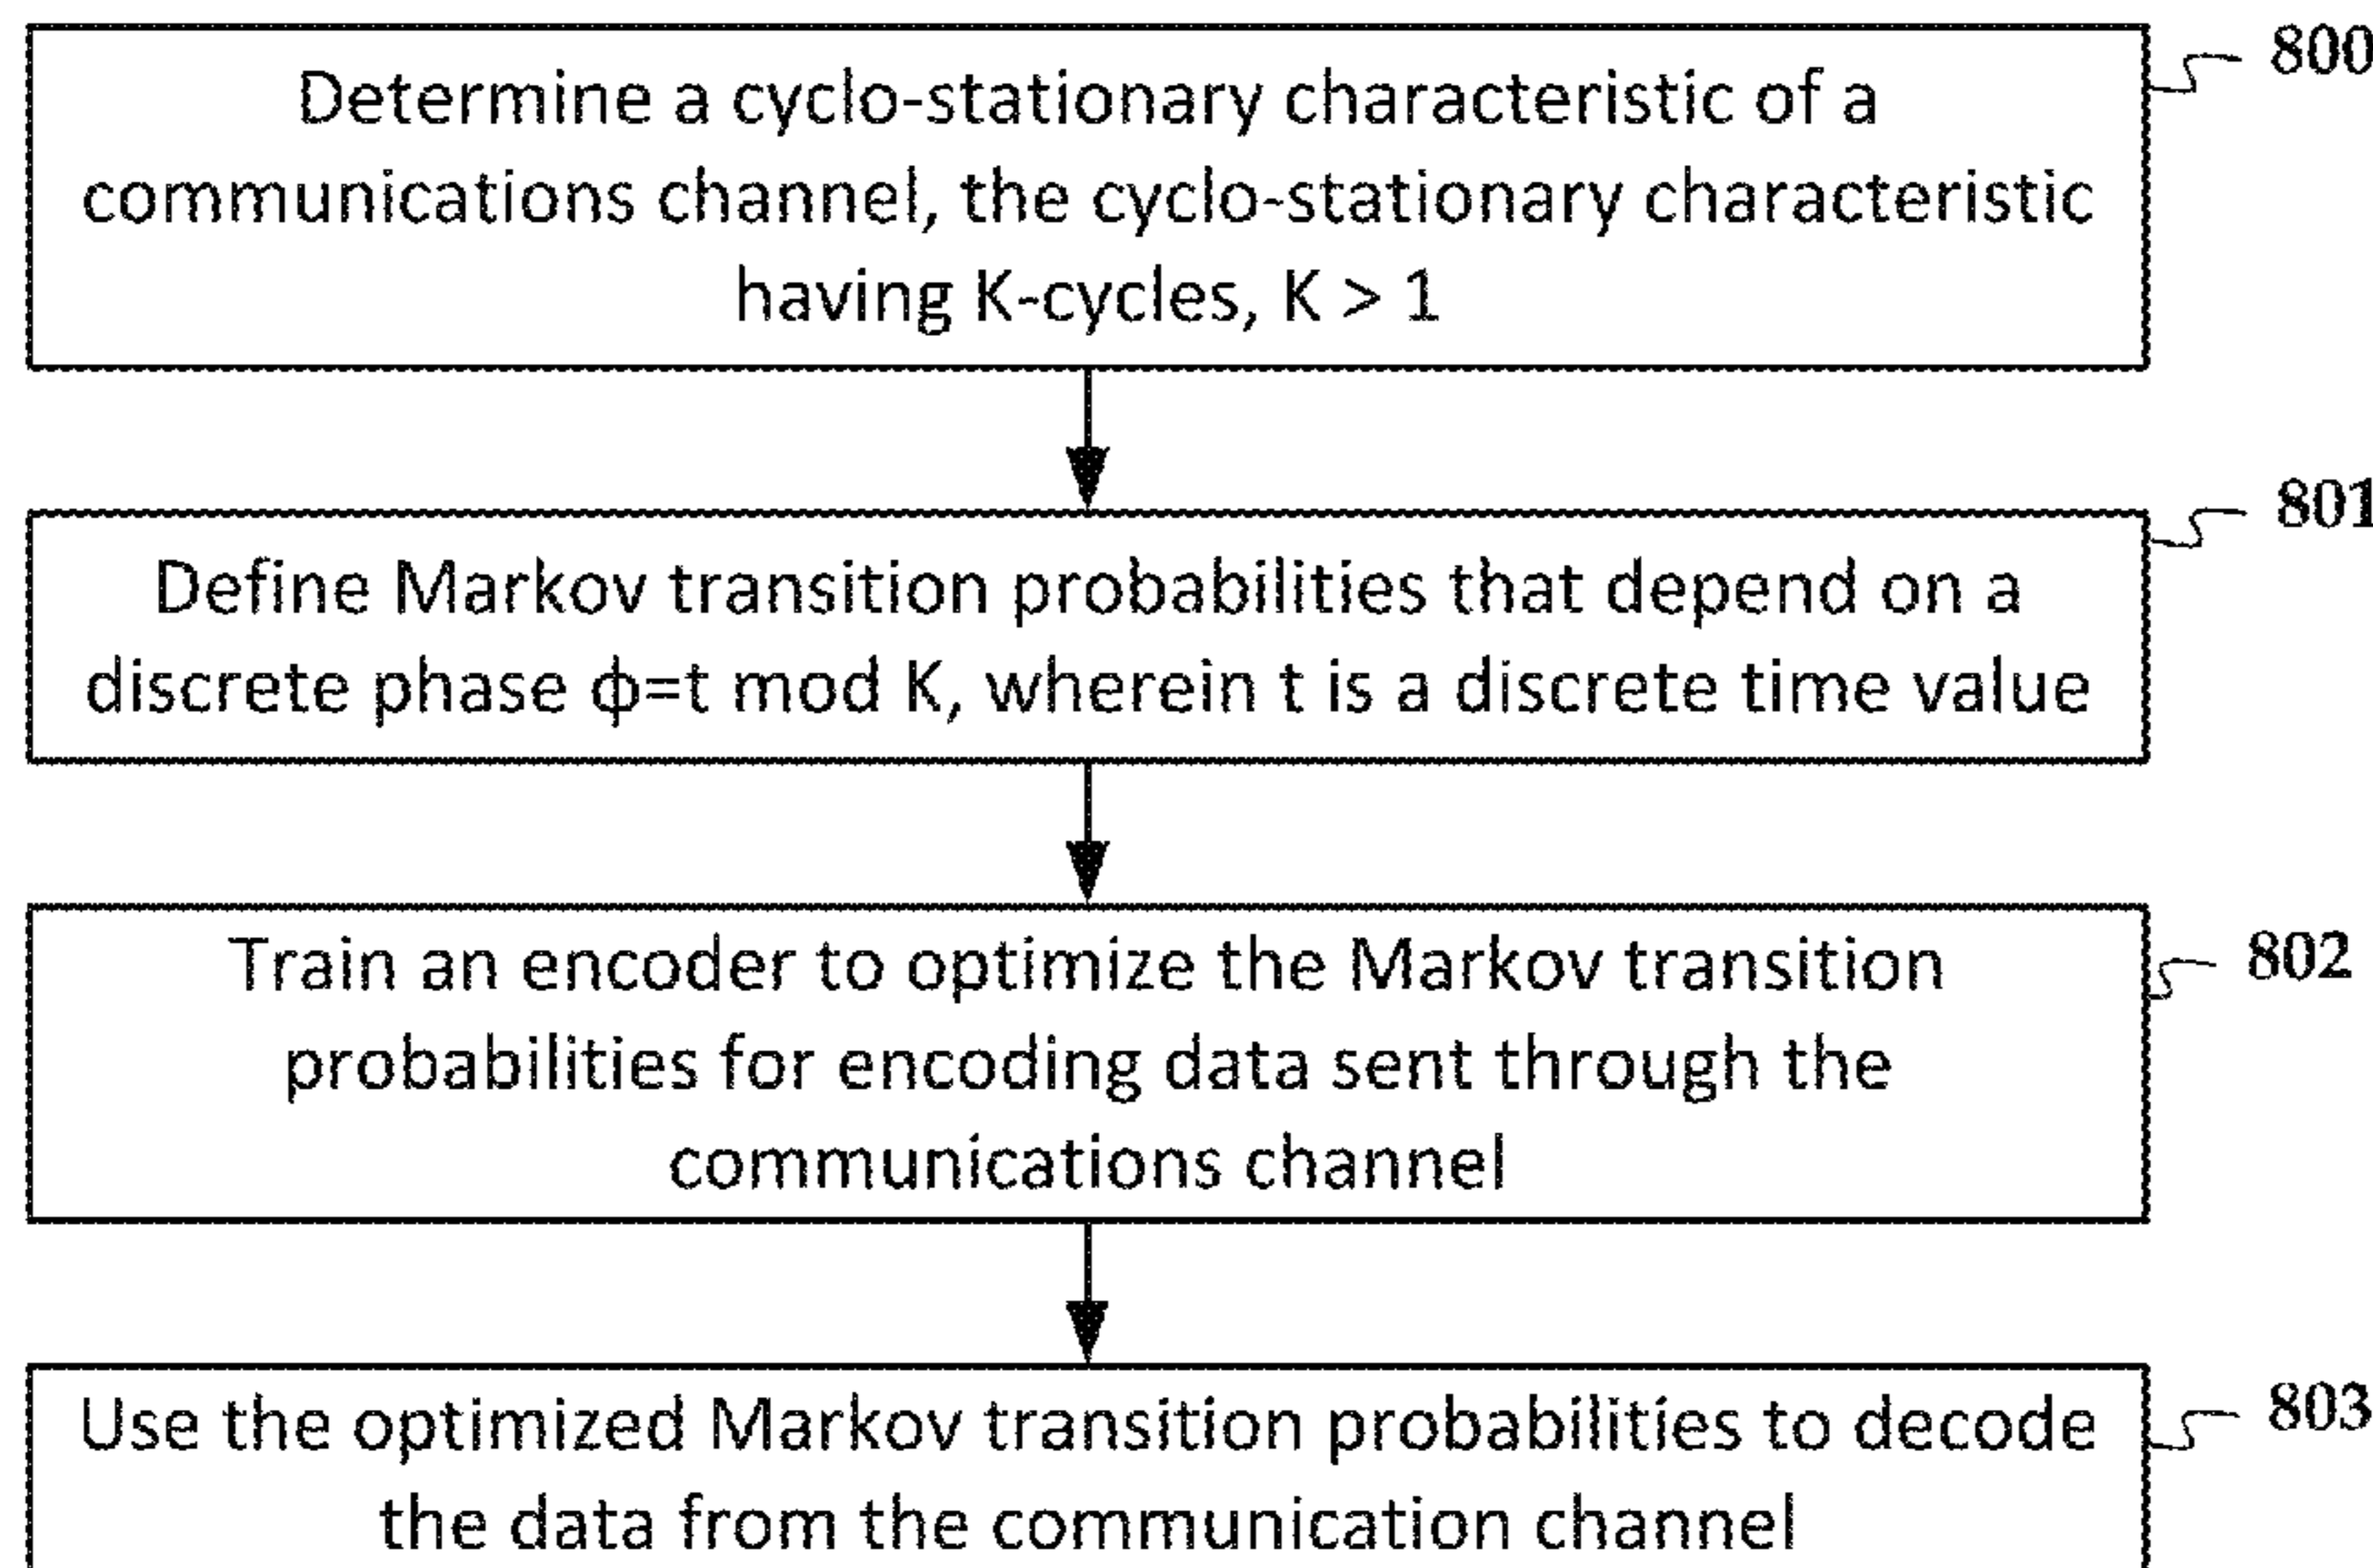 Determine a cyclo-stationary characteristic of a
communications channel, the cyclo-stationary characteristic
having K-cycles, K > 1
800
Define Markov transition probabilities that depend on a
discrete phase ϕ=t mod K, wherein t is a discrete time value
801
Train an encoder to optimize the Markov transition
probabilities for encoding data sent through the
communications channel
802
Use the optimized Markov transition probabilities to decode
the data from the communication channel
803